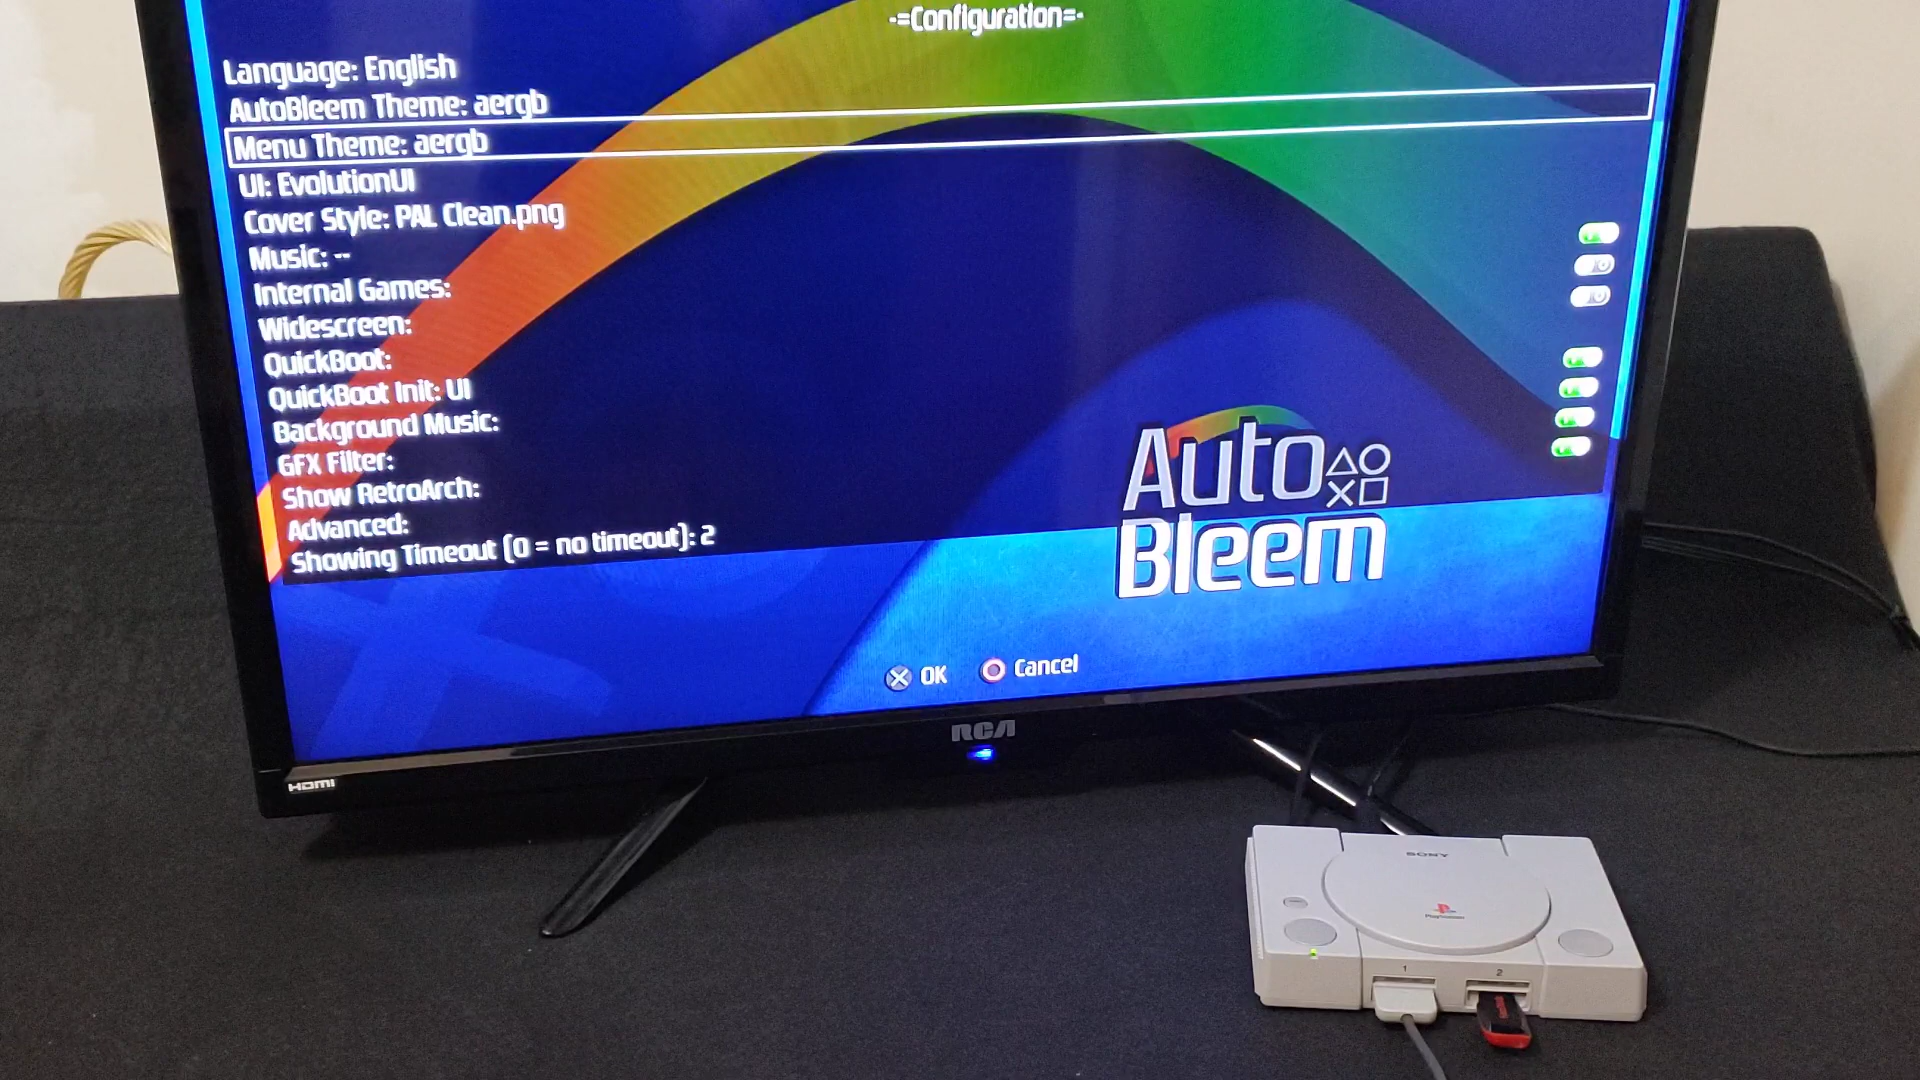 -=Configuration=-
Language: English
AutoBleem Theme: aergb
Menu Theme: aergb
UI: EvolutionUI
Cover Style: PAL Clean.png
Music: --
Internal Games:
Widescreen:
QuickBoot:
QuickBoot Init: UI
Background Music:
GFX Filter:
Show RetroArch:
Advanced:
Showing Timeout (0 = no timeout): 2
Auto
Bleem
OK
Cancel
RCA
HDMI
SONY
PlayStation
1
2